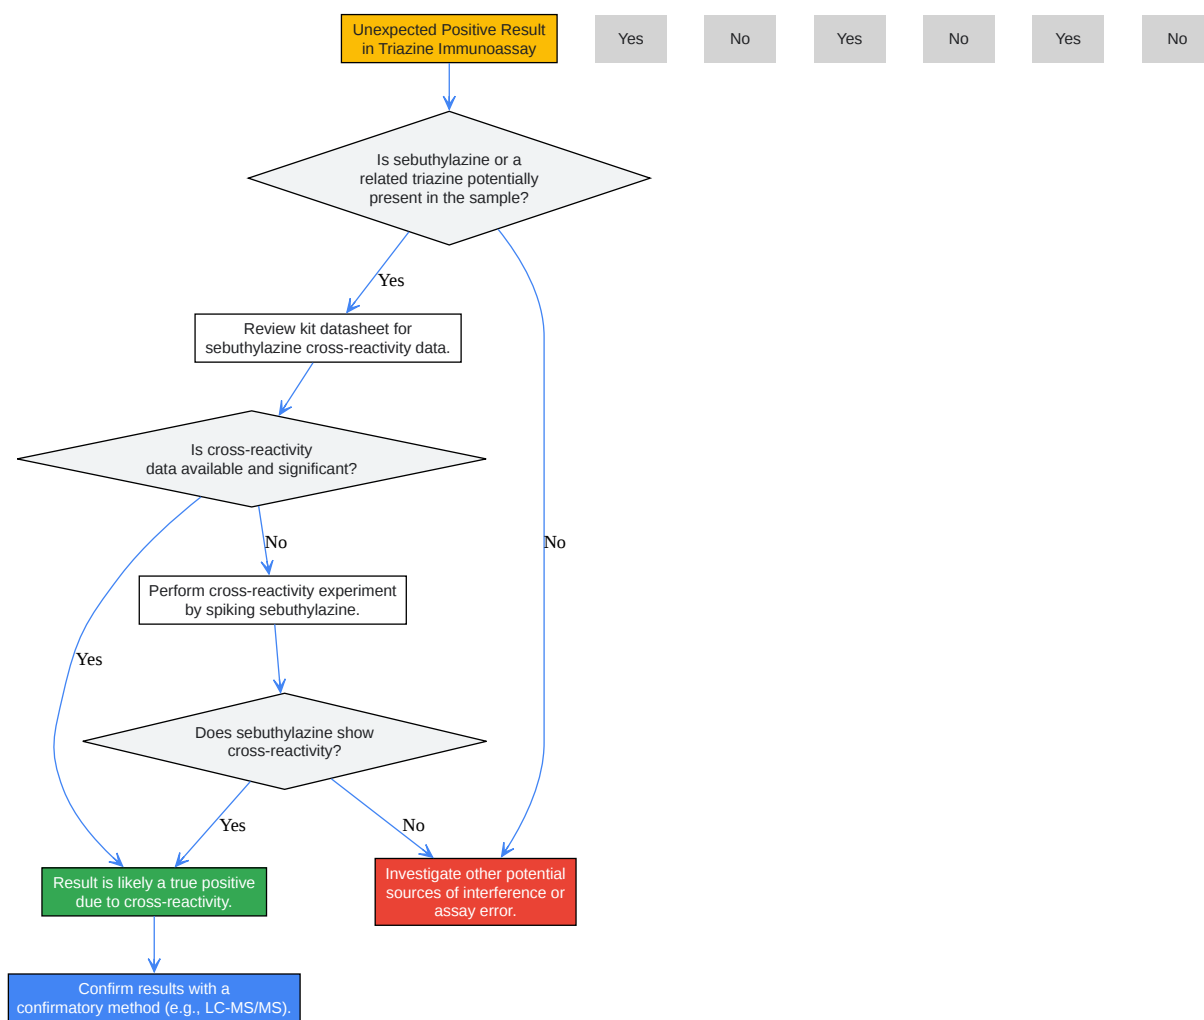 Unexpected Positive Result
in Triazine Immunoassay
Yes
No
Yes
No
Yes
No
Is sebuthylazine or a
related triazine potentially
present in the sample?
Yes
Review kit datasheet for
sebuthylazine cross-reactivity data.
Is cross-reactivity
data available and significant?
No
No
Perform cross-reactivity experiment
by spiking sebuthylazine.
Yes
Does sebuthylazine show
cross-reactivity?
Yes
No
Result is likely a true positive
due to cross-reactivity.
Investigate other potential
sources of interference or
assay error.
Confirm results with a
confirmatory method (e.g., LC-MS/MS).